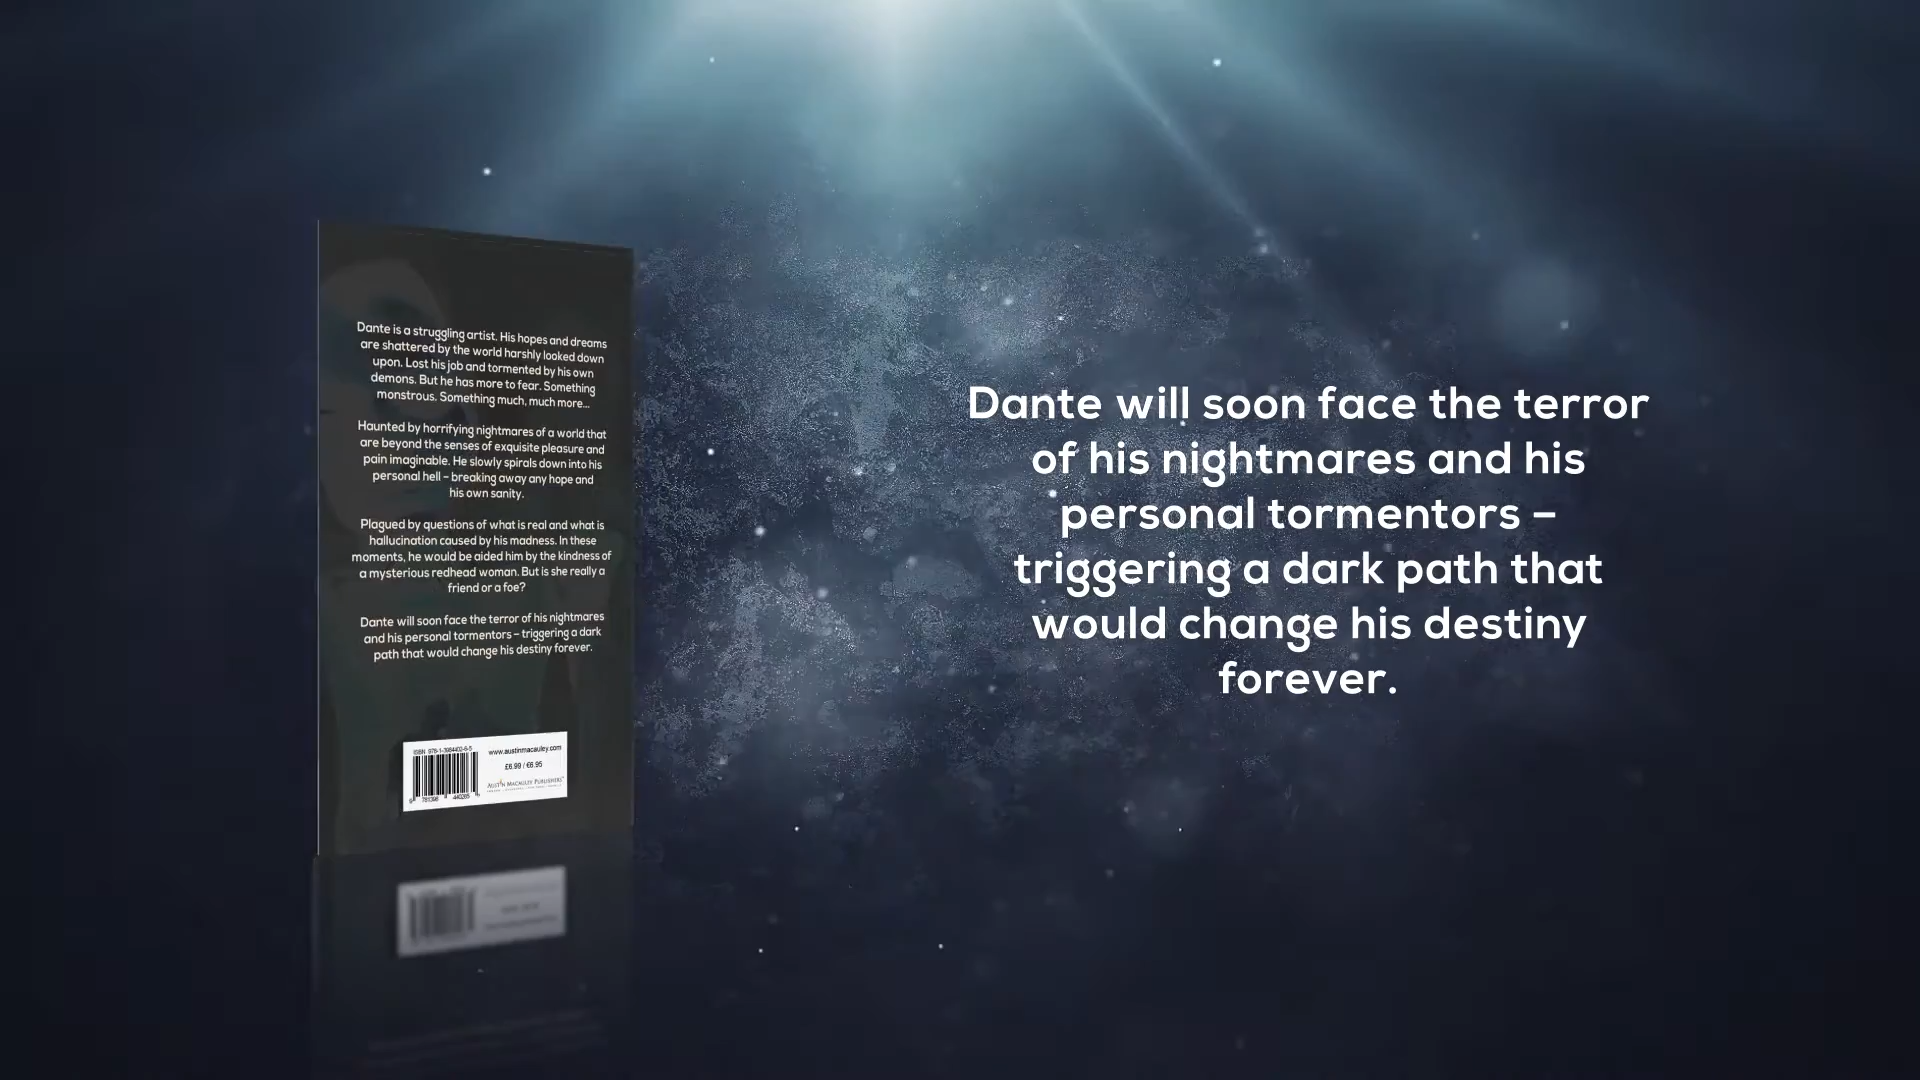 Dante is a struggling artist. His hopes and dreams
are shattered by the world harshly looked down
upon. Lost his job and tormented by his own
demons. But he has more to fear. Something
monstrous. Something much, much more...
Haunted by horrifying nightmares of a world that
are beyond the senses of exquisite pleasure and
pain imaginable. He slowly spirals down into his
personal hell – breaking away any hope and
his own sanity.
Plagued by questions of what is real and what is
hallucination caused by his madness. In these
moments, he would be aided him by the kindness of
a mysterious redhead woman. But is she really a
friend or a foe?
Dante will soon face the terror of his nightmares
and his personal tormentors – triggering a dark
path that would change his destiny forever.
www.austinmacauley.com
£6.99 / €8.95
AUSTIN MACAULEY PUBLISHERS
Dante will soon face the terror
of his nightmares and his
personal tormentors –
triggering a dark path that
would change his destiny
forever.